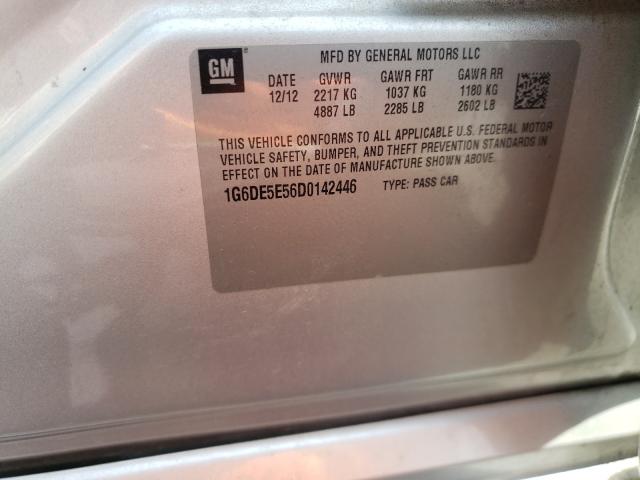 GM
MFD BY GENERAL MOTORS LLC
DATE GVWR GAWR FRT GAWR RR
12/12 2217 KG 1037 KG 1180 KG
4887 LB 2285 LB 2602 LB
THIS VEHICLE CONFORMS TO ALL APPLICABLE U.S. FEDERAL MOTOR
VEHICLE SAFETY, BUMPER, AND THEFT PREVENTION STANDARDS IN
EFFECT ON THE DATE OF MANUFACTURE SHOWN ABOVE.
1G6DE5E56D0142446 TYPE: PASS CAR